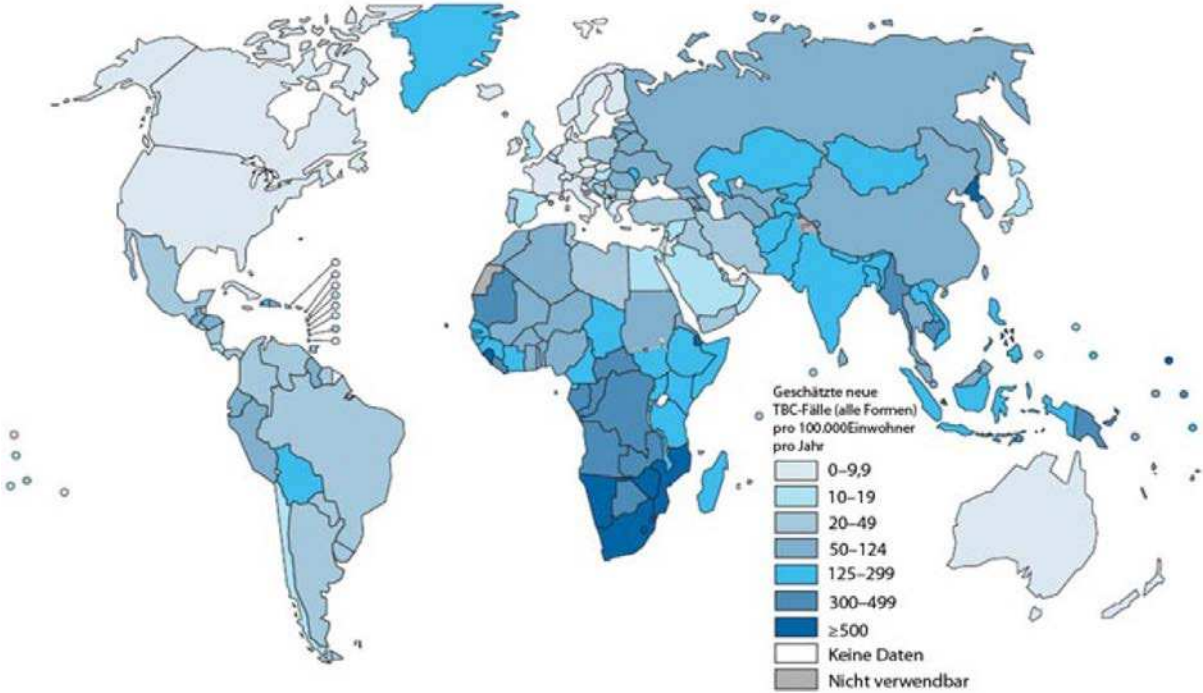 Geschätzte neue
TBC-Fälle (alle Formen)
pro 100.000Einwohner
pro Jahr
0–9,9
10–19
20–49
50–124
125–299
300–499
≥500
Keine Daten
Nicht verwendbar